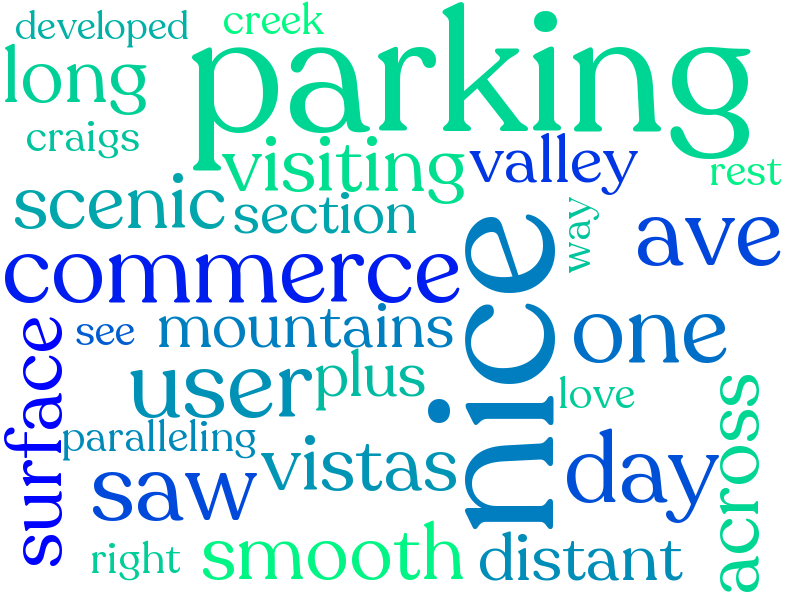 developed
creek
parking
long
craigs
visiting
valley
rest
scenic
section
way
ave
nice
commerce
surface
see
mountains
one
user
plus
love
across
paralleling
saw
vistas
day
right
smooth
distant